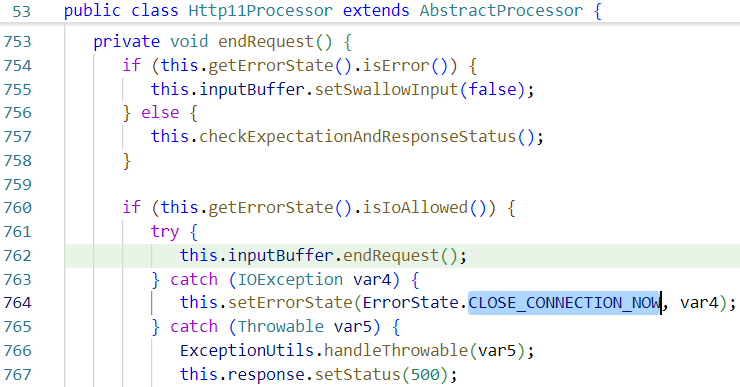 53 public class Http11Processor extends AbstractProcessor {
753 private void endRequest() {
754 if (this.getErrorState().isError()) {
755 this.inputBuffer.setSwallowInput(false);
756 } else {
757 this.checkExpectationAndResponseStatus();
758 }
759
760 if (this.getErrorState().isIoAllowed()) {
761 try {
762 this.inputBuffer.endRequest();
763 } catch (IOException var4) {
764 this.setErrorState(ErrorState.CLOSE_CONNECTION_NOW, var4);
765 } catch (Throwable var5) {
766 ExceptionUtils.handleThrowable(var5);
767 this.response.setStatus(500);